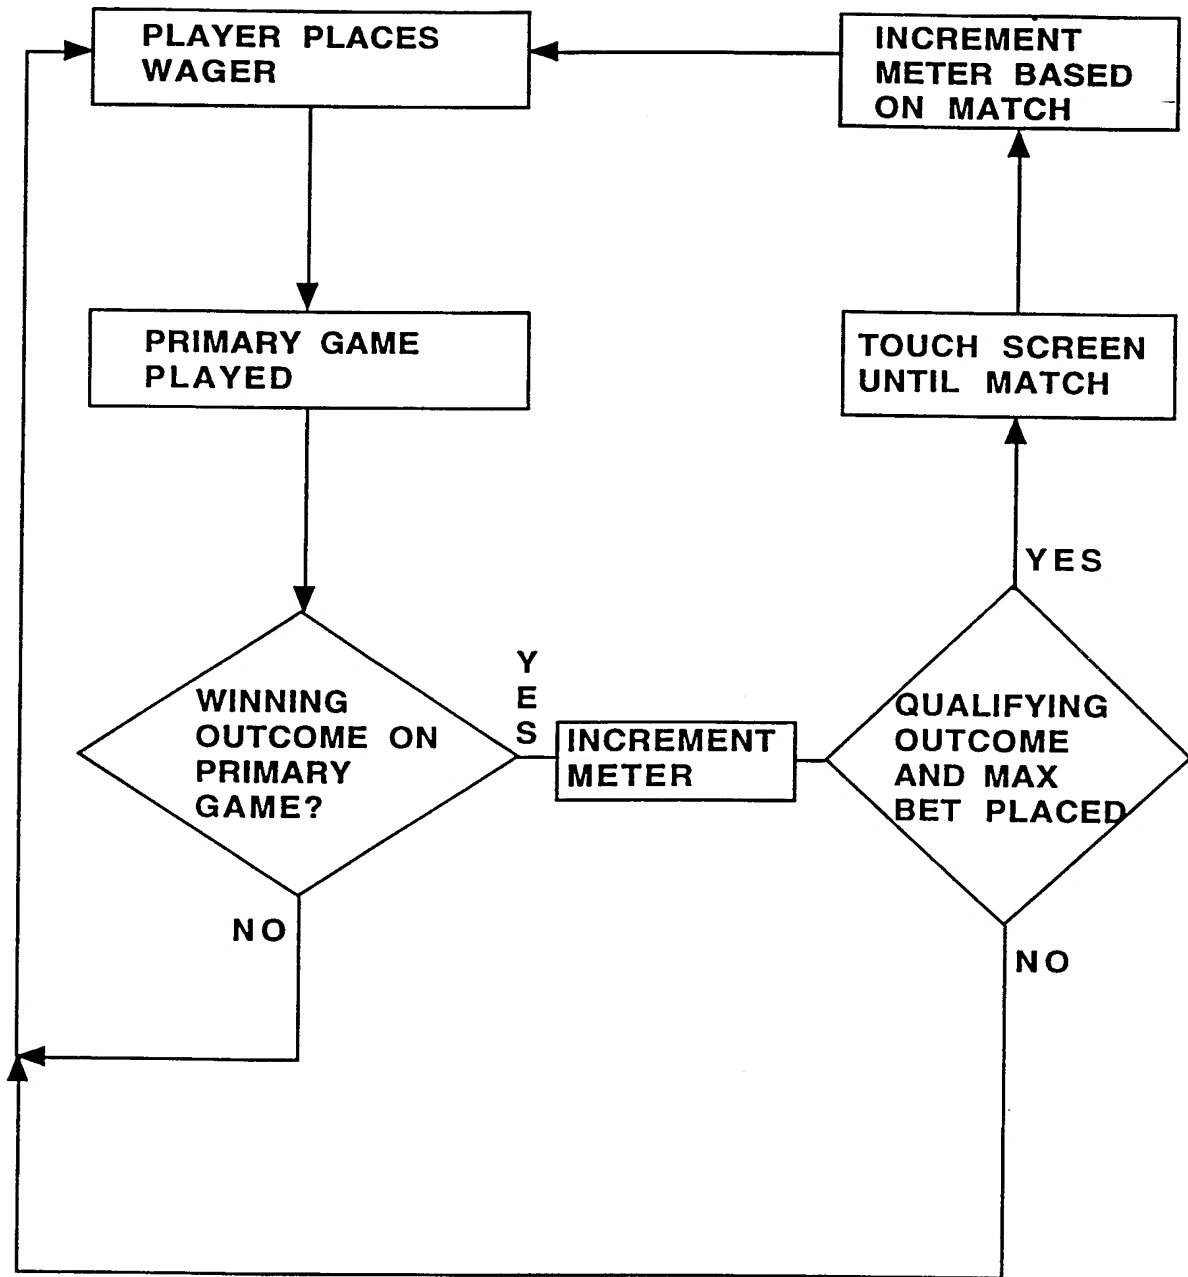 PLAYER PLACES
WAGER
INCREMENT
METER BASED
ON MATCH
PRIMARY GAME
PLAYED
TOUCH SCREEN
UNTIL MATCH
YES
WINNING
OUTCOME ON
PRIMARY
GAME?
YES
INCREMENT
METER
QUALIFYING
OUTCOME
AND MAX
BET PLACED
NO
NO